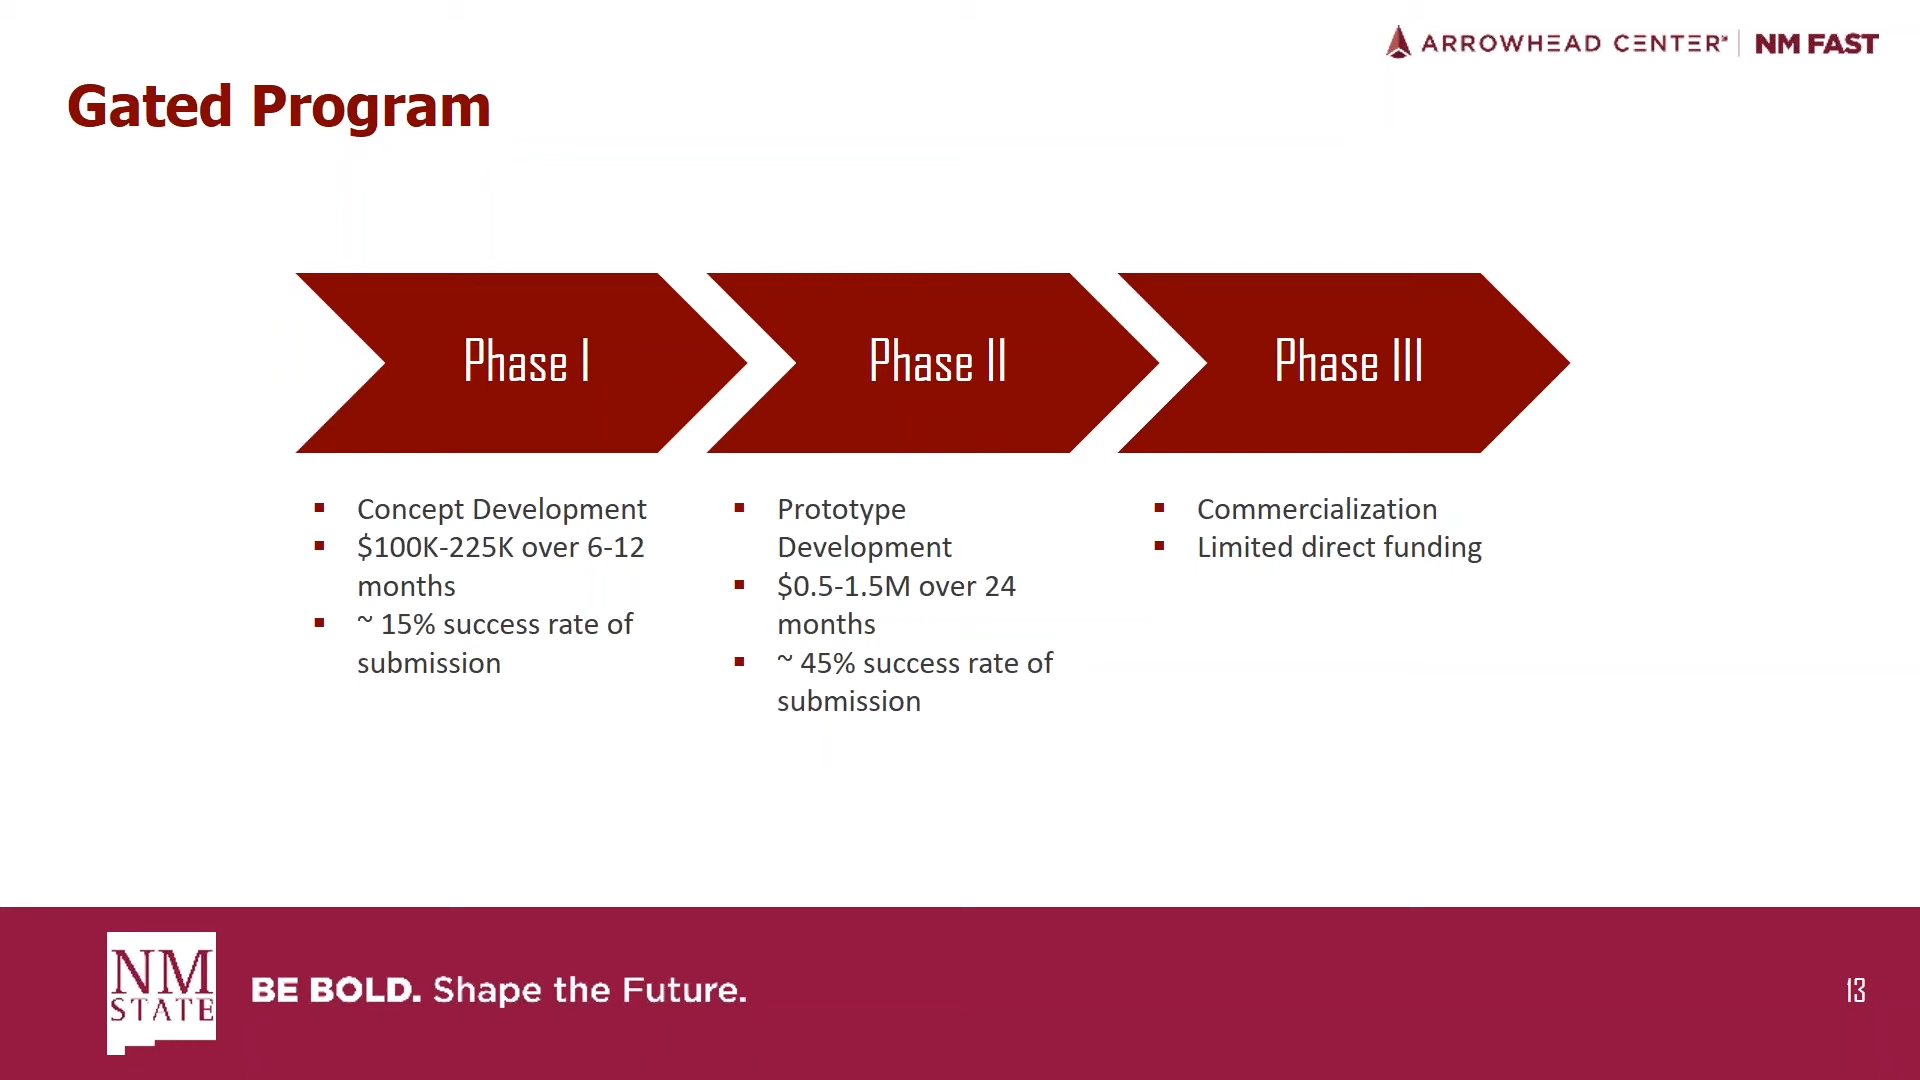 ARROWHEAD CENTER | NM FAST
Gated Program
Phase I
Phase II
Phase III
▪ Concept Development
▪ $100K-225K over 6-12
months
▪ ~ 15% success rate of
submission
▪ Prototype
Development
▪ $0.5-1.5M over 24
months
▪ ~ 45% success rate of
submission
▪ Commercialization
▪ Limited direct funding
NM
STATE
BE BOLD. Shape the Future.
13